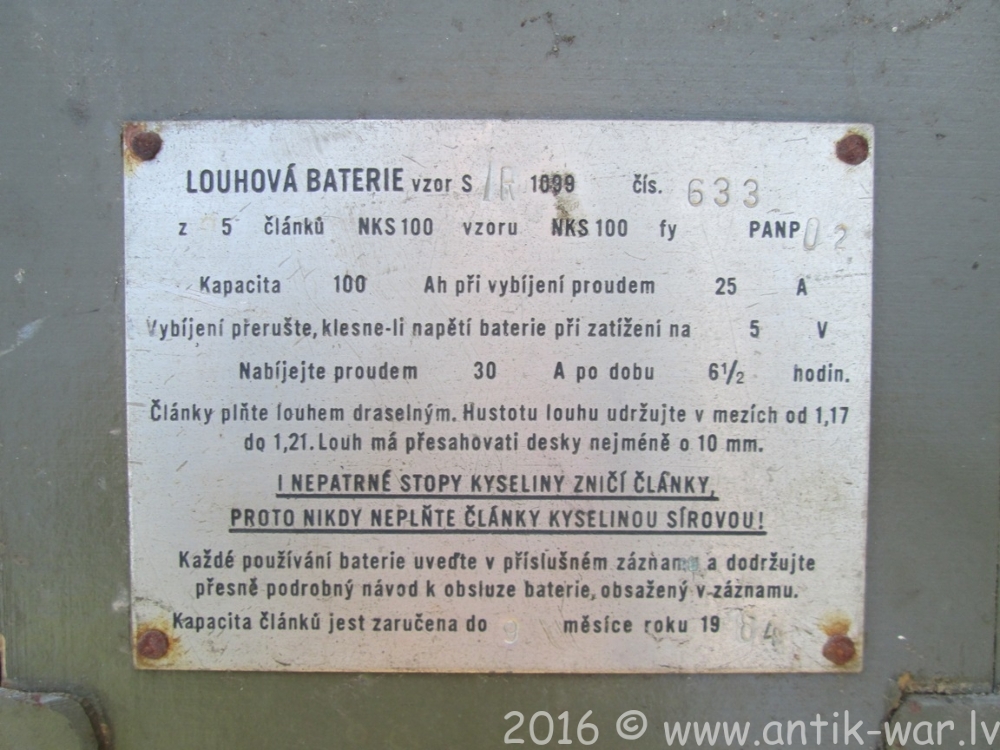 LOUHOVÁ BATERIE vzor S 1R 1099 čís. 633
z 5 článků NKS 100 vzoru NKS 100 fy PANP 02
Kapacita 100 Ah při vybíjení proudem 25 A
Vybíjení přerušte, klesne-li napětí baterie při zatížení na 5 V
Nabíjejte proudem 30 A po dobu 6½ hodin.
Články plňte louhem draselným. Hustotu louhu udržujte v mezích od 1,17
do 1,21. Louh má přesahovati desky nejméně o 10 mm.
I NEPATRNÉ STOPY KYSELINY ZNIČÍ ČLÁNKY,
PROTO NIKDY NEPLŇTE ČLÁNKY KYSELINOU SÍROVOU!
Každé používání baterie uveďte v příslušném záznamu a dodržujte
přesně podrobný návod k obsluze baterie, obsažený v záznamu.
Kapacita článků jest zaručena do 9 měsíce roku 19 64
2016 © www.antik-war.lv